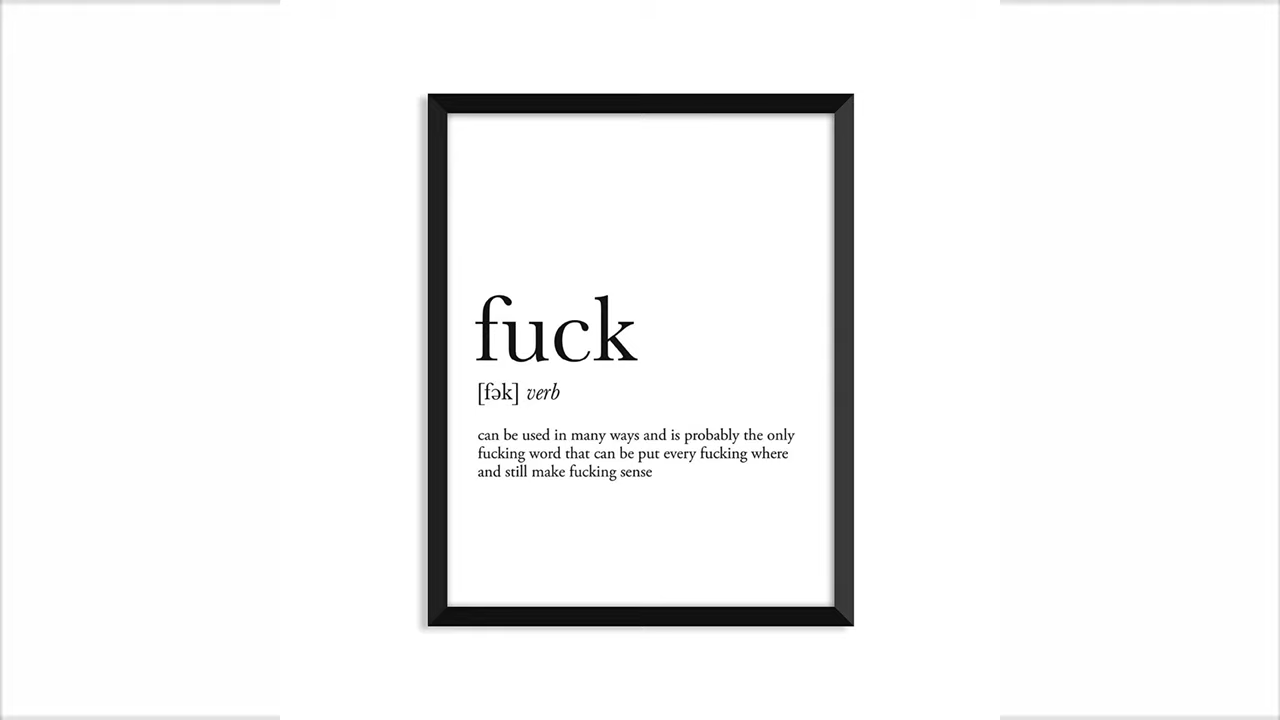 fuck
[fək] verb
can be used in many ways and is probably the only
fucking word that can be put every fucking where
and still make fucking sense